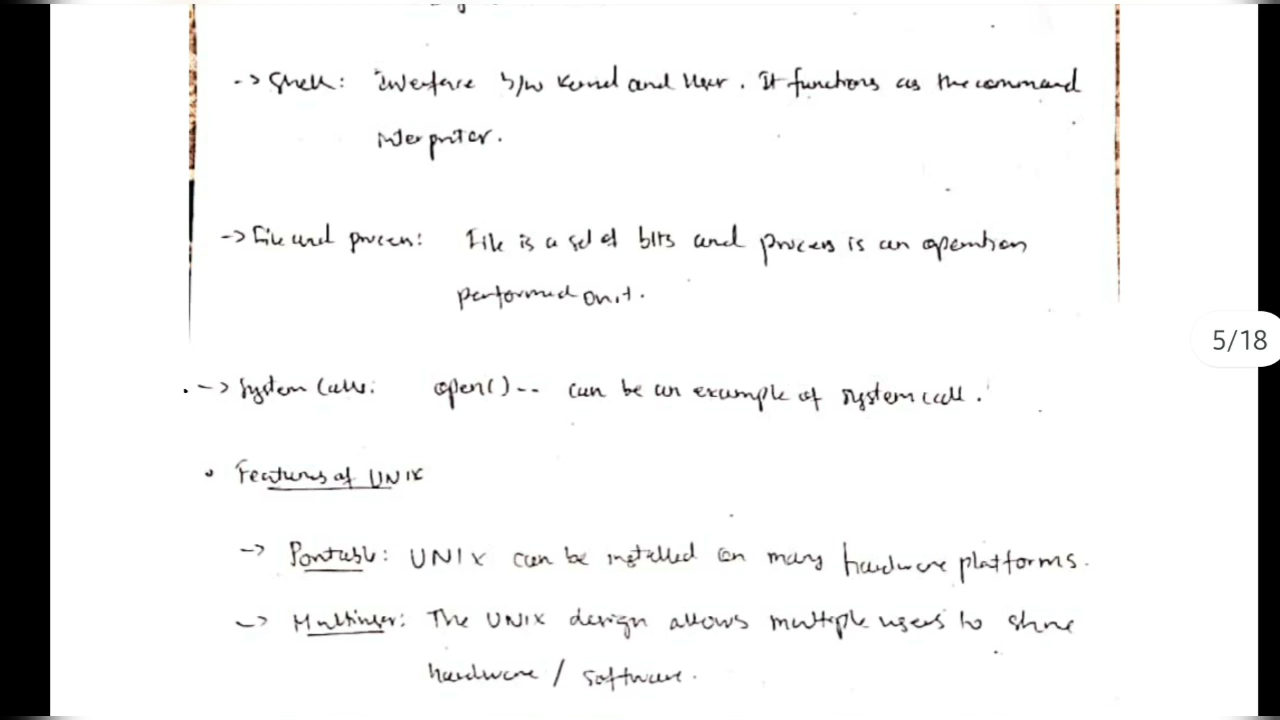 -> Shell: Interface b/w Kernel and User. It functions as the command
interpreter.
-> File and process: File is a set of bits and process is an operation
performed on it.
-> System Calls: open()-- can be an example of system call.
• Features of UNIX
-> Portable: UNIX can be installed on many hardware platforms.
-> Multiuser: The UNIX design allows multiple users to share
hardware / software.
5/18